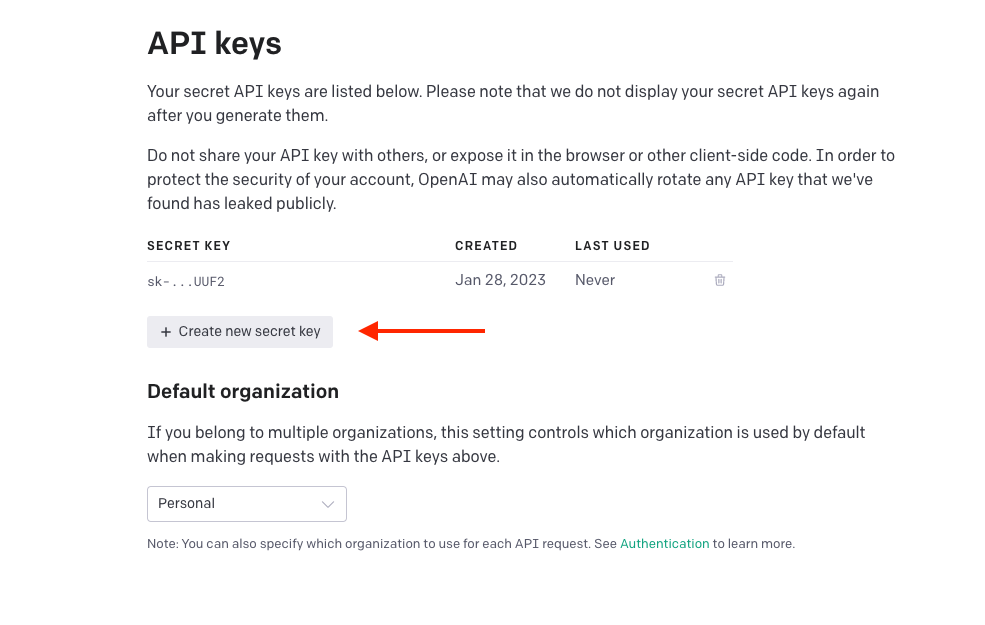 API keys
Your secret API keys are listed below. Please note that we do not display your secret API keys again
after you generate them.
Do not share your API key with others, or expose it in the browser or other client-side code. In order to
protect the security of your account, OpenAI may also automatically rotate any API key that we've
found has leaked publicly.
SECRET KEY CREATED LAST USED
sk-...UUF2 Jan 28, 2023 Never
+ Create new secret key
Default organization
If you belong to multiple organizations, this setting controls which organization is used by default
when making requests with the API keys above.
Personal
Note: You can also specify which organization to use for each API request. See Authentication to learn more.